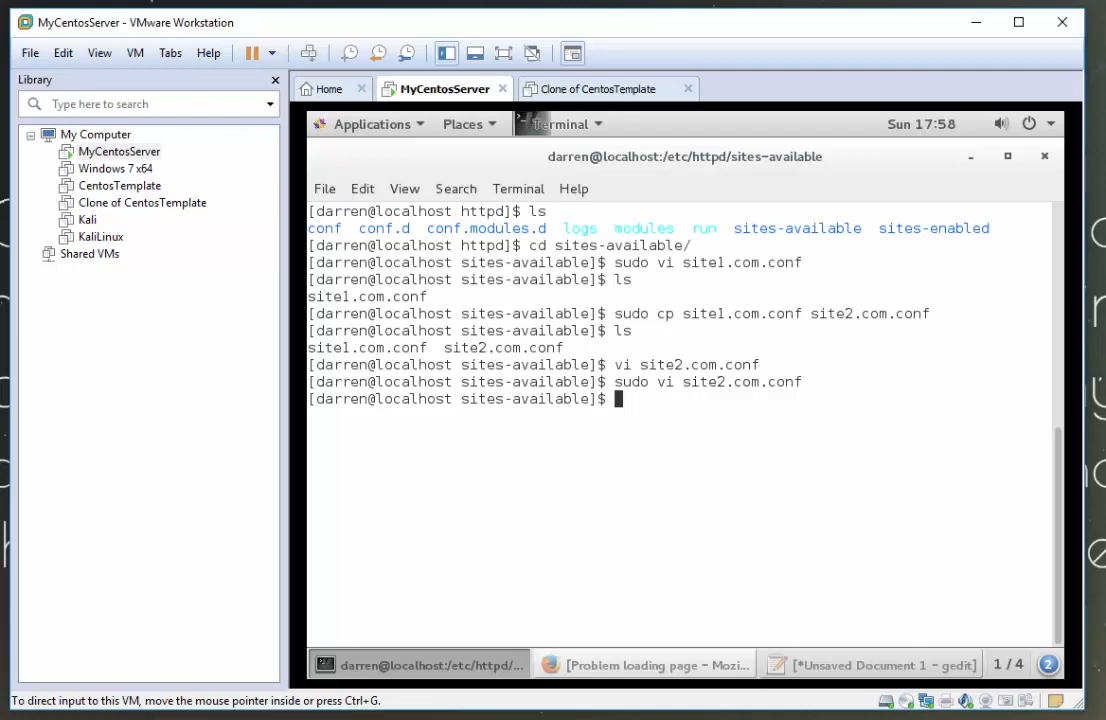 MyCentosServer - VMware Workstation
File Edit View VM Tabs Help
Library
Type here to search
My Computer
MyCentosServer
Windows 7 x64
CentosTemplate
Clone of CentosTemplate
Kali
KaliLinux
Shared VMs
Home MyCentosServer Clone of CentosTemplate
Applications Places Terminal Sun 17:58
darren@localhost:/etc/httpd/sites-available
File Edit View Search Terminal Help
[darren@localhost httpd]$ ls
conf conf.d conf.modules.d logs modules run sites-available sites-enabled
[darren@localhost httpd]$ cd sites-available/
[darren@localhost sites-available]$ sudo vi site1.com.conf
[darren@localhost sites-available]$ ls
site1.com.conf
[darren@localhost sites-available]$ sudo cp site1.com.conf site2.com.conf
[darren@localhost sites-available]$ ls
site1.com.conf site2.com.conf
[darren@localhost sites-available]$ vi site2.com.conf
[darren@localhost sites-available]$ sudo vi site2.com.conf
[darren@localhost sites-available]$
darren@localhost:/etc/httpd/... [Problem loading page - Mozi... [*Unsaved Document 1 - gedit] 1 / 4 2
To direct input to this VM, move the mouse pointer inside or press Ctrl+G.